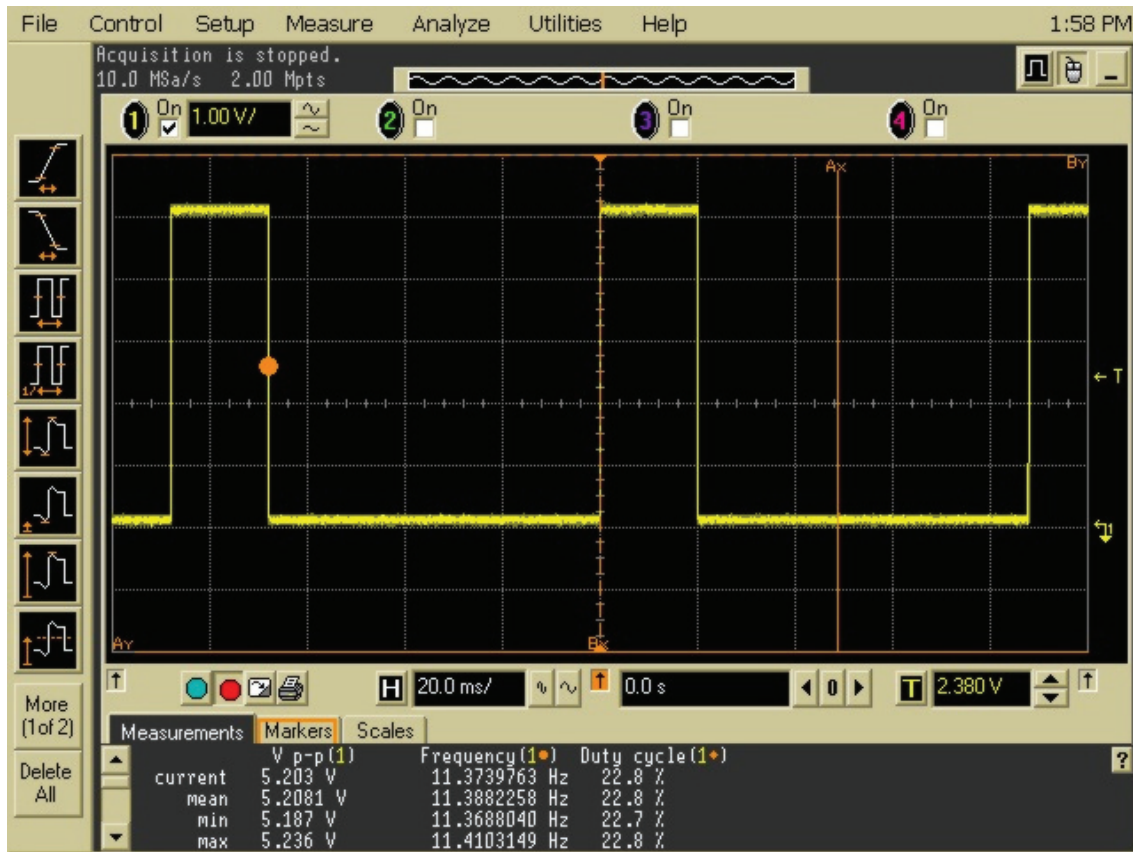 File Control Setup Measure Analyze Utilities Help 1:58 PM
Acquisition is stopped.
10.0 MSa/s 2.00 Mpts
1 On 1.00 V/ 2 On 3 On 4 On
Ax By
1/
← T
1
Ay Bx
H 20.0 ms/ 0.0 s 0 T 2.380 V
More
(1 of 2)
Delete
All
Measurements Markers Scales
V p-p(1) Frequency(1●) Duty cycle(1♦) ?
current 5.203 V 11.3739763 Hz 22.8 %
mean 5.2081 V 11.3882258 Hz 22.8 %
min 5.187 V 11.3688040 Hz 22.7 %
max 5.236 V 11.4103149 Hz 22.8 %